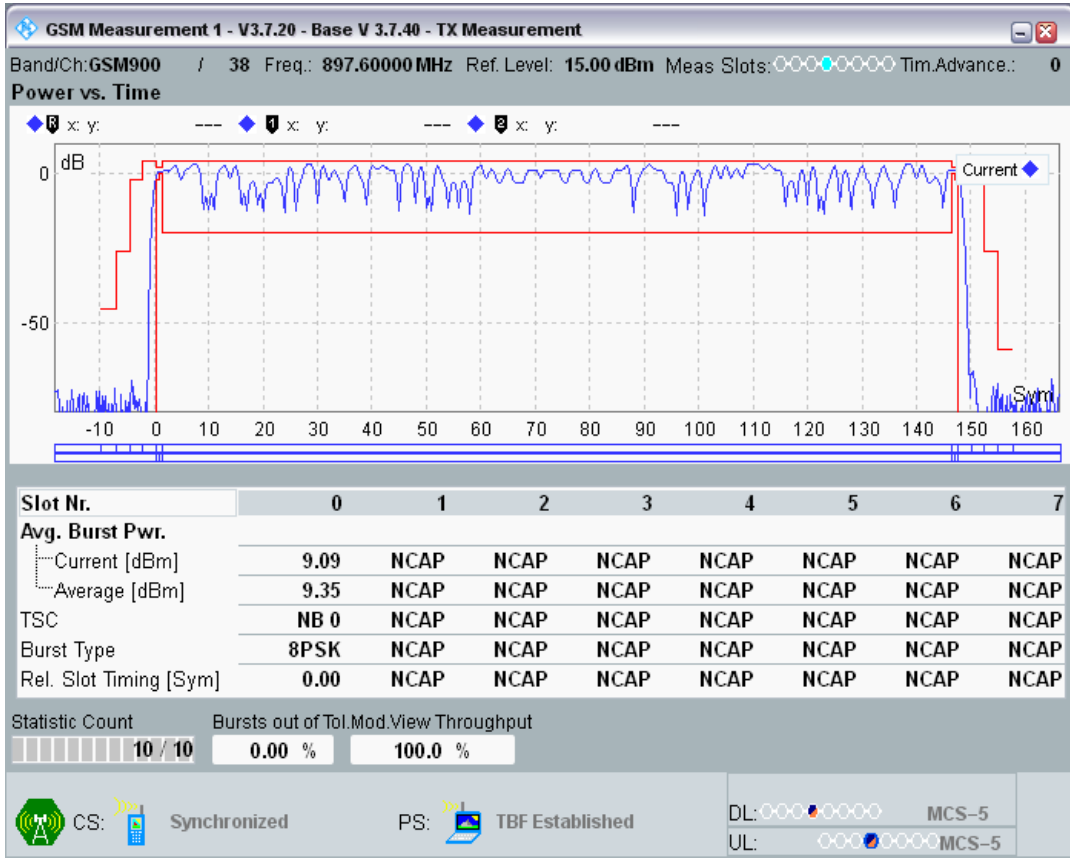 GSM Measurement 1 - V3.7.20 - Base V 3.7.40 - TX Measurement
Band/Ch:GSM900 / 38 Freq.: 897.60000 MHz Ref. Level: 15.00 dBm Meas Slots: Tim.Advance.: 0
Power vs. Time
R x: y: --- 1 x: y: --- 2 x: y: ---
dB
Current
0
-50
Sym
-10 0 10 20 30 40 50 60 70 80 90 100 110 120 130 140 150 160
Slot Nr. 0 1 2 3 4 5 6 7
Avg. Burst Pwr.
Current [dBm] 9.09 NCAP NCAP NCAP NCAP NCAP NCAP NCAP
Average [dBm] 9.35 NCAP NCAP NCAP NCAP NCAP NCAP NCAP
TSC NB 0 NCAP NCAP NCAP NCAP NCAP NCAP NCAP
Burst Type 8PSK NCAP NCAP NCAP NCAP NCAP NCAP NCAP
Rel. Slot Timing [Sym] 0.00 NCAP NCAP NCAP NCAP NCAP NCAP NCAP
Statistic Count Bursts out of Tol.Mod.View Throughput
10 / 10 0.00 % 100.0 %
CS: Synchronized PS: TBF Established
DL: MCS-5
UL: MCS-5